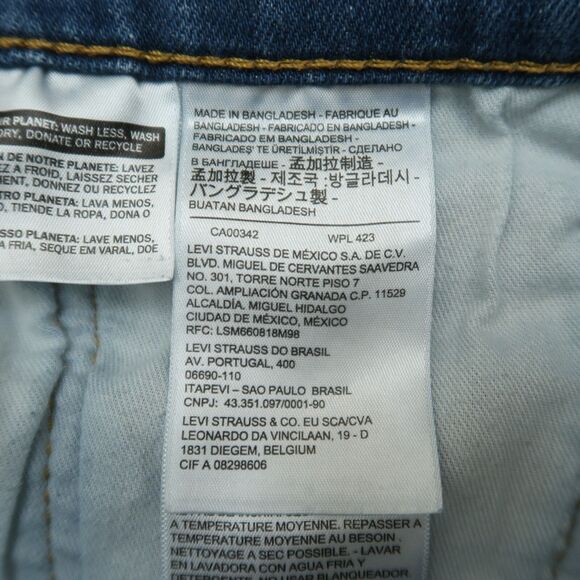 R PLANET: WASH LESS, WASH
DRY, DONATE OR RECYCLE
N DE NOTRE PLANETE: LAVEZ
EZ A FROID, LAISSEZ SECHER
MENT, DONNEZ OU RECYCLEZ
TRO PLANETA: LAVA MENOS,
O, TIENDE LA ROPA, DONA O
SSO PLANETA: LAVE MENOS,
A FRIA, SEQUE EM VARAL, DOE
MADE IN BANGLADESH - FABRIQUE AU
BANGLADESH - FABRICADO EN BANGLADESH -
FABRICADO EM BANGLADESH -
BANGLADEŞ TE ÜRETİLMİŞTİR - СДЕЛАНО
В БАНГЛАДЕШЕ - 孟加拉制造 -
孟加拉製 - 제조국 :방글라데시 -
バングラデシュ製 -
BUATAN BANGLADESH
CA00342 WPL 423
LEVI STRAUSS DE MÉXICO S.A. DE C.V.
BLVD. MIGUEL DE CERVANTES SAAVEDRA
NO. 301, TORRE NORTE PISO 7
COL. AMPLIACIÓN GRANADA C.P. 11529
ALCALDÍA, MIGUEL HIDALGO
CIUDAD DE MÉXICO, MÉXICO
RFC: LSM660818M98
LEVI STRAUSS DO BRASIL
AV. PORTUGAL, 400
06690-110
ITAPEVI – SAO PAULO BRASIL
CNPJ: 43.351.097/0001-90
LEVI STRAUSS & CO. EU SCA/CVA
LEONARDO DA VINCILAAN, 19 - D
1831 DIEGEM, BELGIUM
CIF A 08298606
A TEMPERATURE MOYENNE. REPASSER A
TEMPERATURE MOYENNE AU BESOIN .
NETTOYAGE A SEC POSSIBLE. - LAVAR
EN LAVADORA CON AGUA FRIA Y